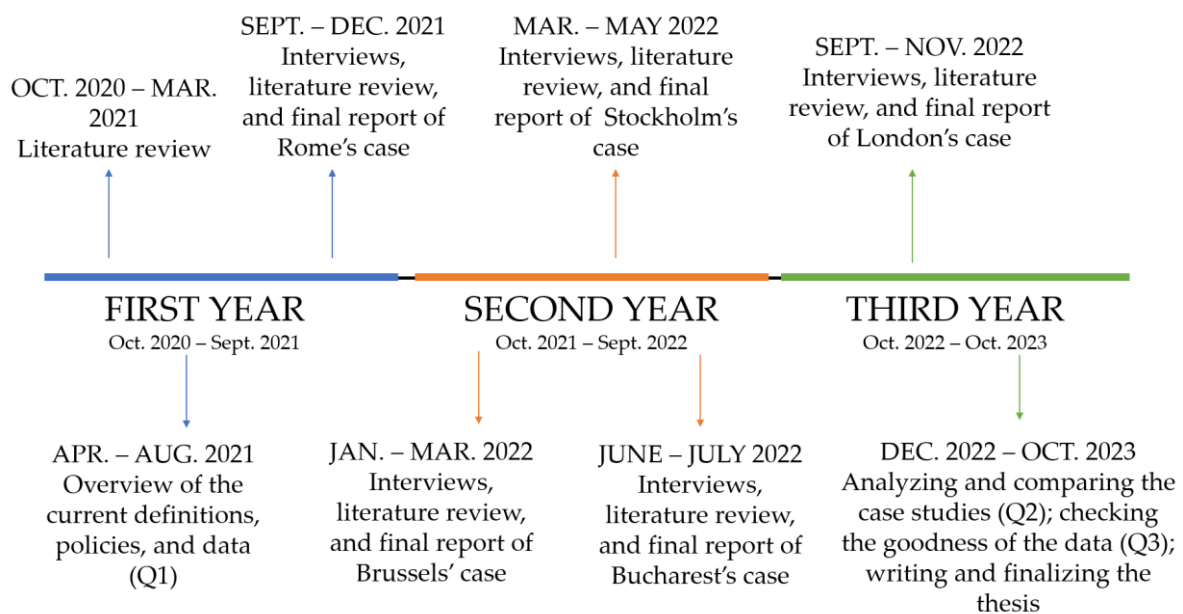 OCT. 2020 – MAR.
2021
Literature review
SEPT. – DEC. 2021
Interviews,
literature review,
and final report of
Rome's case
MAR. – MAY 2022
Interviews, literature
review, and final
report of Stockholm's
case
SEPT. – NOV. 2022
Interviews, literature
review, and final report
of London's case
FIRST YEAR
Oct. 2020 – Sept. 2021
SECOND YEAR
Oct. 2021 – Sept. 2022
THIRD YEAR
Oct. 2022 – Oct. 2023
APR. – AUG. 2021
Overview of the
current definitions,
policies, and data
(Q1)
JAN. – MAR. 2022
Interviews,
literature review,
and final report of
Brussels' case
JUNE – JULY 2022
Interviews,
literature review,
and final report of
Bucharest's case
DEC. 2022 – OCT. 2023
Analyzing and comparing the
case studies (Q2); checking
the goodness of the data (Q3);
writing and finalizing the
thesis